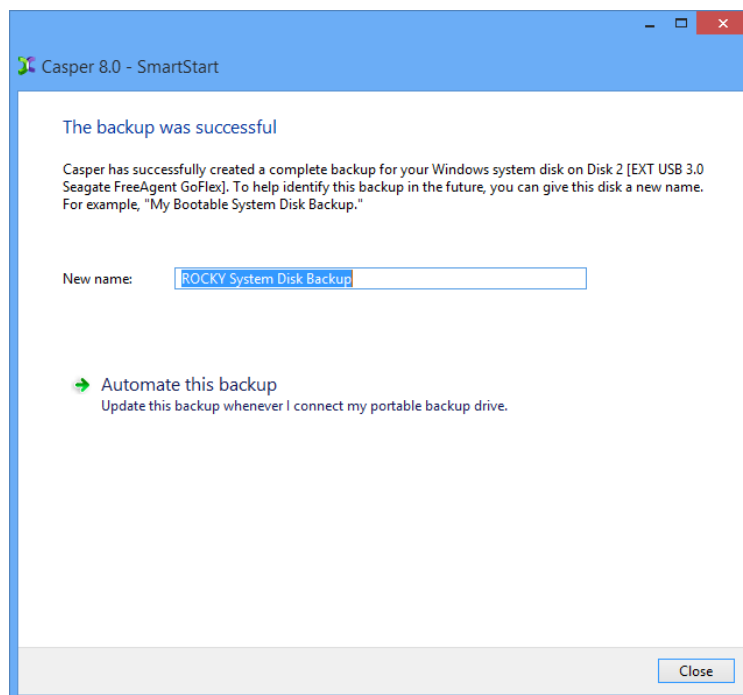 Casper 8.0 - SmartStart
The backup was successful
Casper has successfully created a complete backup for your Windows system disk on Disk 2 [EXT USB 3.0
Seagate FreeAgent GoFlex]. To help identify this backup in the future, you can give this disk a new name.
For example, "My Bootable System Disk Backup."
New name: ROCKY System Disk Backup
Automate this backup
Update this backup whenever I connect my portable backup drive.
Close